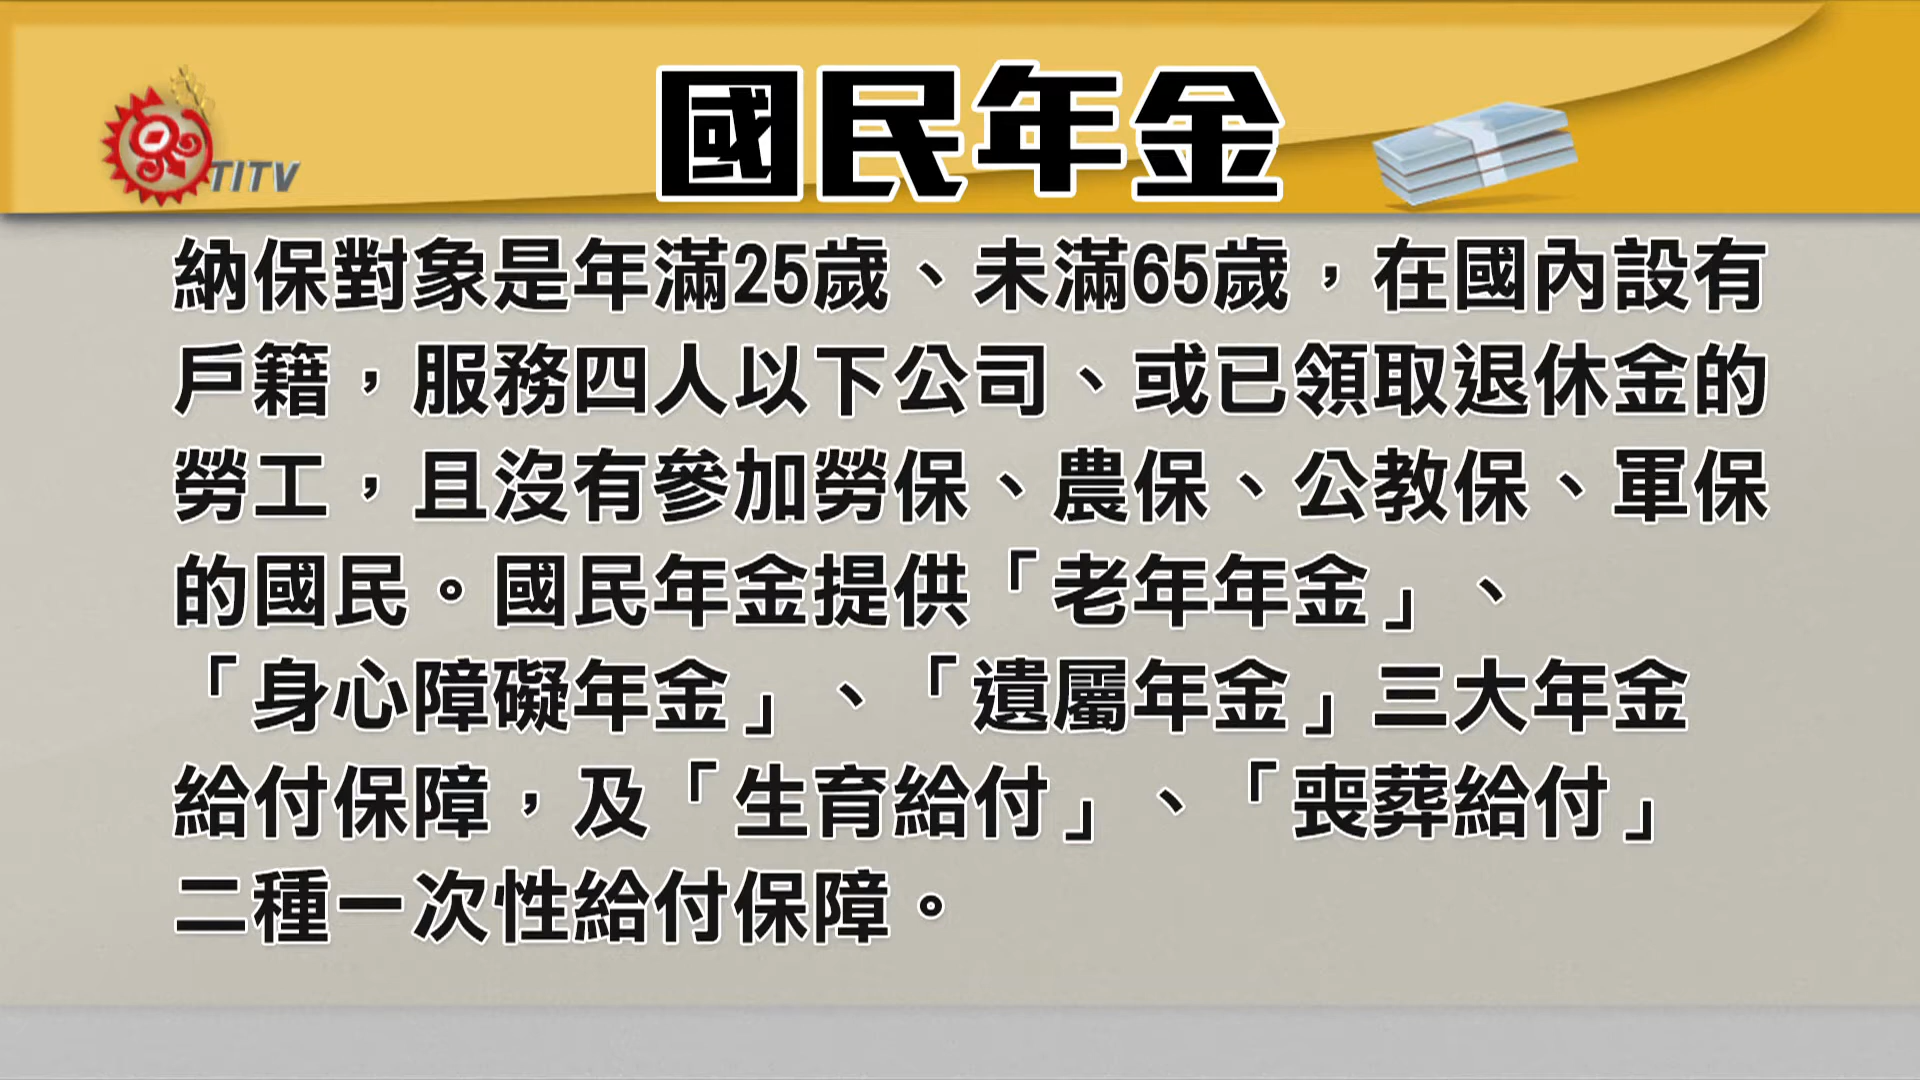 國民年金
TITV
納保對象是年滿25歲、未滿65歲，在國內設有
戶籍，服務四人以下公司、或已領取退休金的
勞工，且沒有參加勞保、農保、公教保、軍保
的國民。國民年金提供「老年年金」、
「身心障礙年金」、「遺屬年金」三大年金
給付保障，及「生育給付」、「喪葬給付」
二種一次性給付保障。